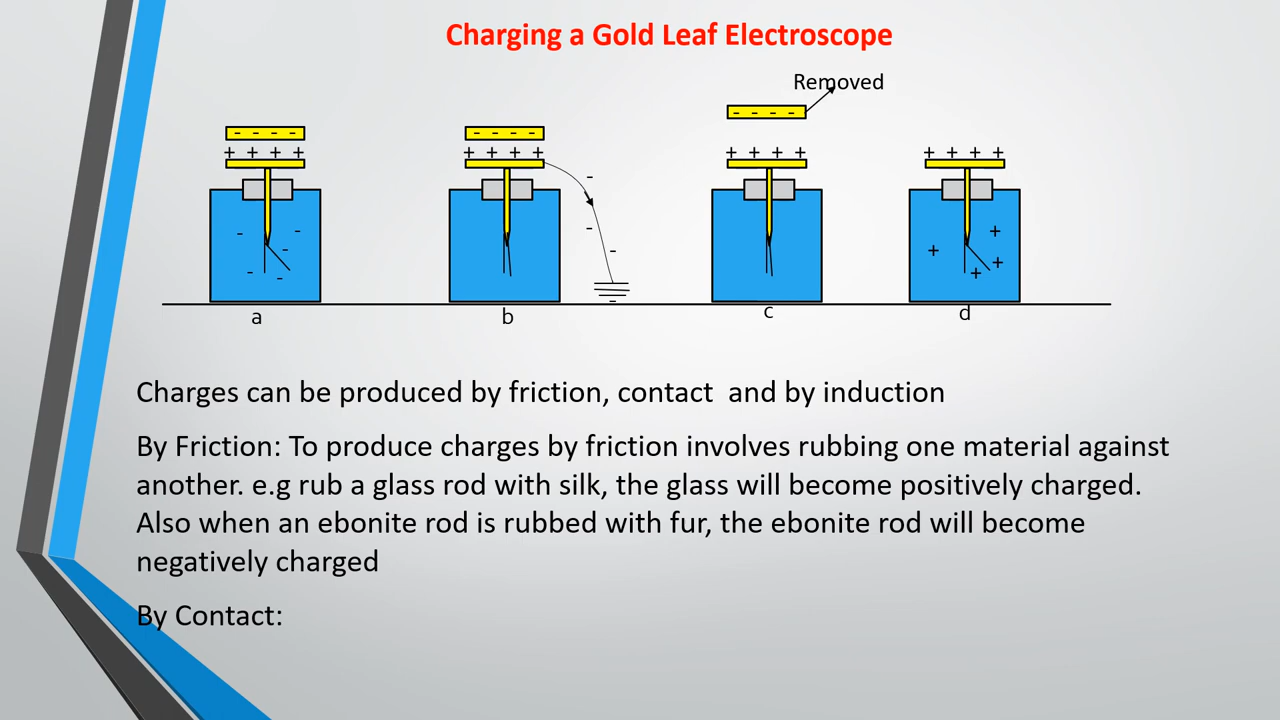 Charging a Gold Leaf Electroscope
Removed
- - - -
- - - -
- - - -
+ + + +
+ + + +
+ + + +
+ + + +
-
- - - - -
-
-
-
+ + + +
a
b
c
d
Charges can be produced by friction, contact and by induction
By Friction: To produce charges by friction involves rubbing one material against
another. e.g rub a glass rod with silk, the glass will become positively charged.
Also when an ebonite rod is rubbed with fur, the ebonite rod will become
negatively charged
By Contact: